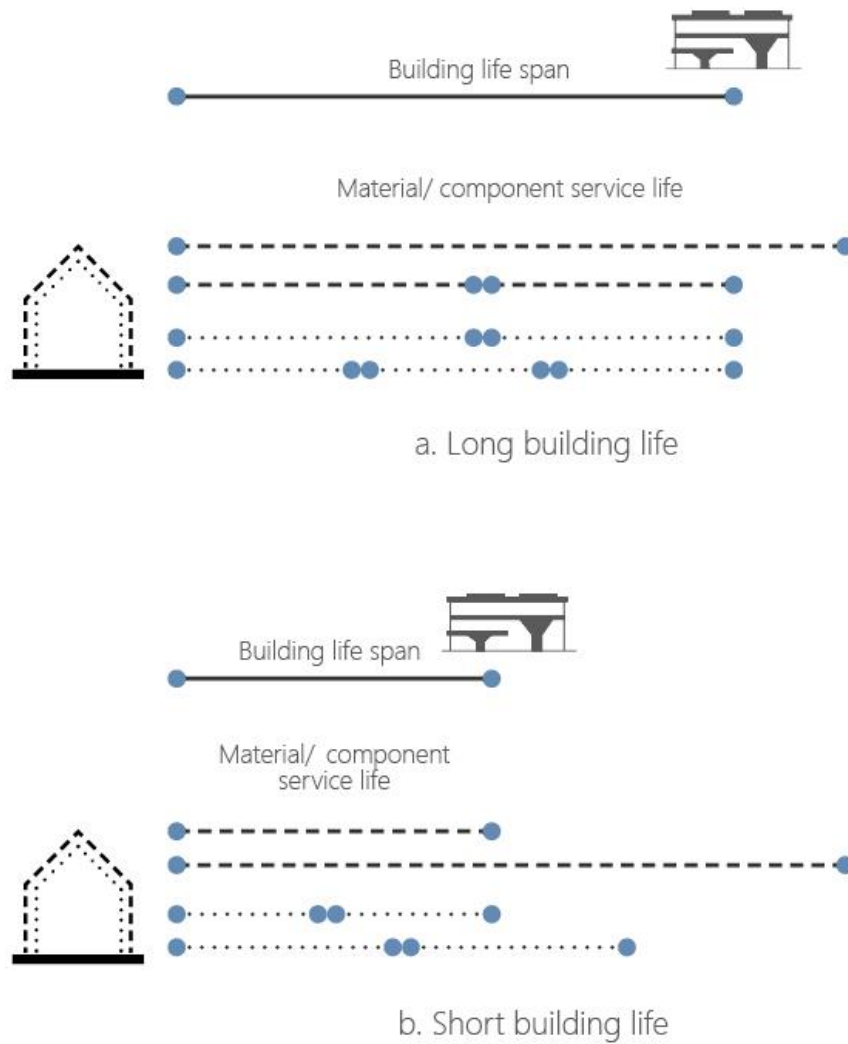 Building life span
Material/ component service life
a. Long building life
Building life span
Material/ component
service life
b. Short building life